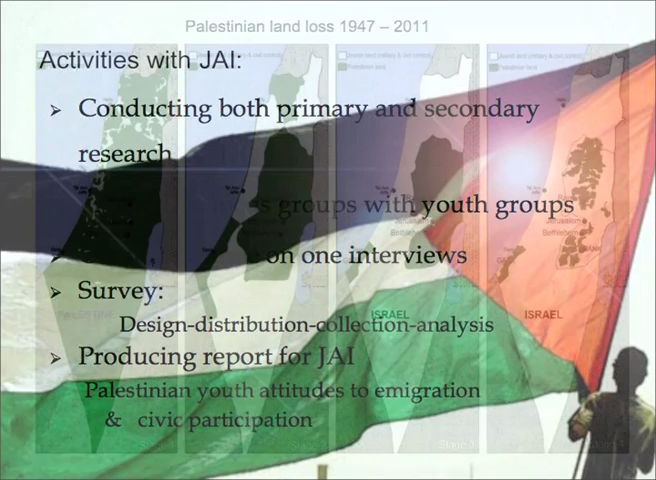 Palestinian land loss 1947 – 2011
Activities with JAI:
➢ Conducting both primary and secondary
research
s groups with youth groups
on one interviews
➢ Survey:
Design-distribution-collection-analysis
ISRAEL
ISRAEL
➢ Producing report for JAI
Palestinian youth attitudes to emigration
& civic participation